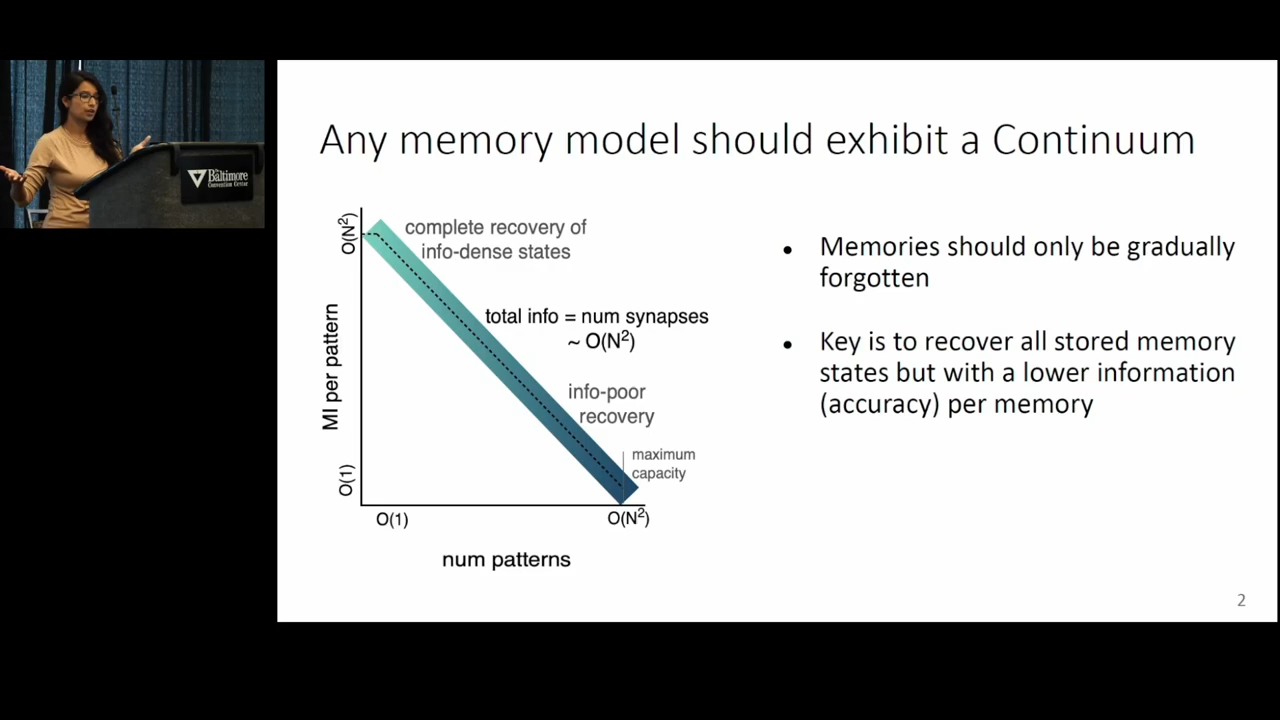 The
Baltimore
Convention Center
Any memory model should exhibit a Continuum
O(N²)
complete recovery of
info-dense states
total info = num synapses
~ O(N²)
MI per pattern
info-poor
recovery
maximum
capacity
O(1)
O(1)
O(N²)
num patterns
• Memories should only be gradually
forgotten
• Key is to recover all stored memory
states but with a lower information
(accuracy) per memory
2